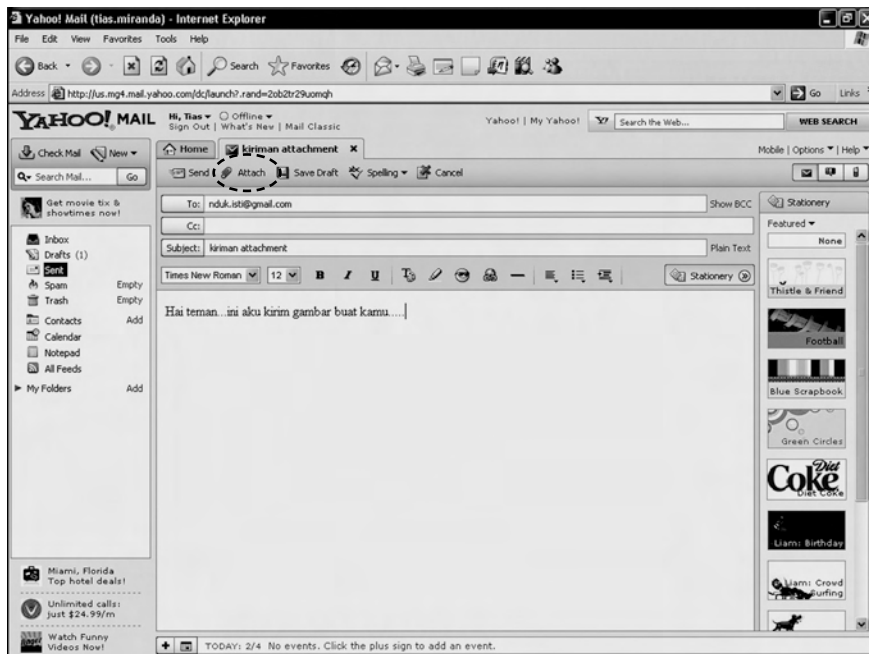 Yahoo! Mail (tias.miranda) - Internet Explorer
File Edit View Favorites Tools Help
Back Search Favorites
Address http://us.mg4.mail.yahoo.com/dc/launch?.rand=2ob2tr29uomqh Go Links
YAHOO! MAIL Hi, Tias Offline Yahoo! | My Yahoo! Y! Search the Web... WEB SEARCH
Sign Out | What's New | Mail Classic
Check Mail New Home kiriman attachment Mobile | Options | Help
Search Mail... Go Send Attach Save Draft Spelling Cancel
Get movie tix &
showtimes now!
To: nduk.isti@gmail.com Show BCC
Cc:
Subject: kiriman attachment Plain Text
Times New Roman 12 B I U Stationery
Hai teman...ini aku kirim gambar buat kamu.....
Inbox
Drafts (1)
Sent
Spam Empty
Trash Empty
Contacts Add
Calendar
Notepad
All Feeds
My Folders Add
Miami, Florida
Top hotel deals!
Unlimited calls:
just $24.99/m
Watch Funny
Videos Now!
Stationery
Featured
None
Thistle & Friend
Football
Blue Scrapbook
Green Circles
Diet
Coke
Diet Coke
Liam: Birthday
Liam: Crowd
Surfing
TODAY: 2/4 No events. Click the plus sign to add an event.